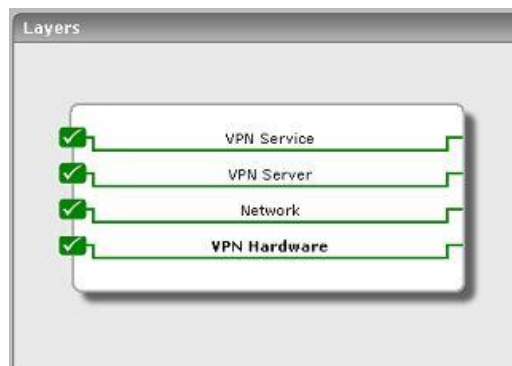 Layers
VPN Service
VPN Server
Network
VPN Hardware